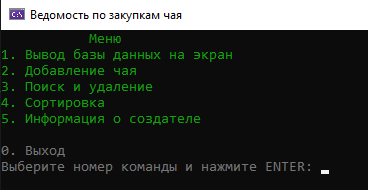 Ведомость по закупкам чая
Меню
1. Вывод базы данных на экран
2. Добавление чая
3. Поиск и удаление
4. Сортировка
5. Информация о создателе
0. Выход
Выберите номер команды и нажмите ENTER: